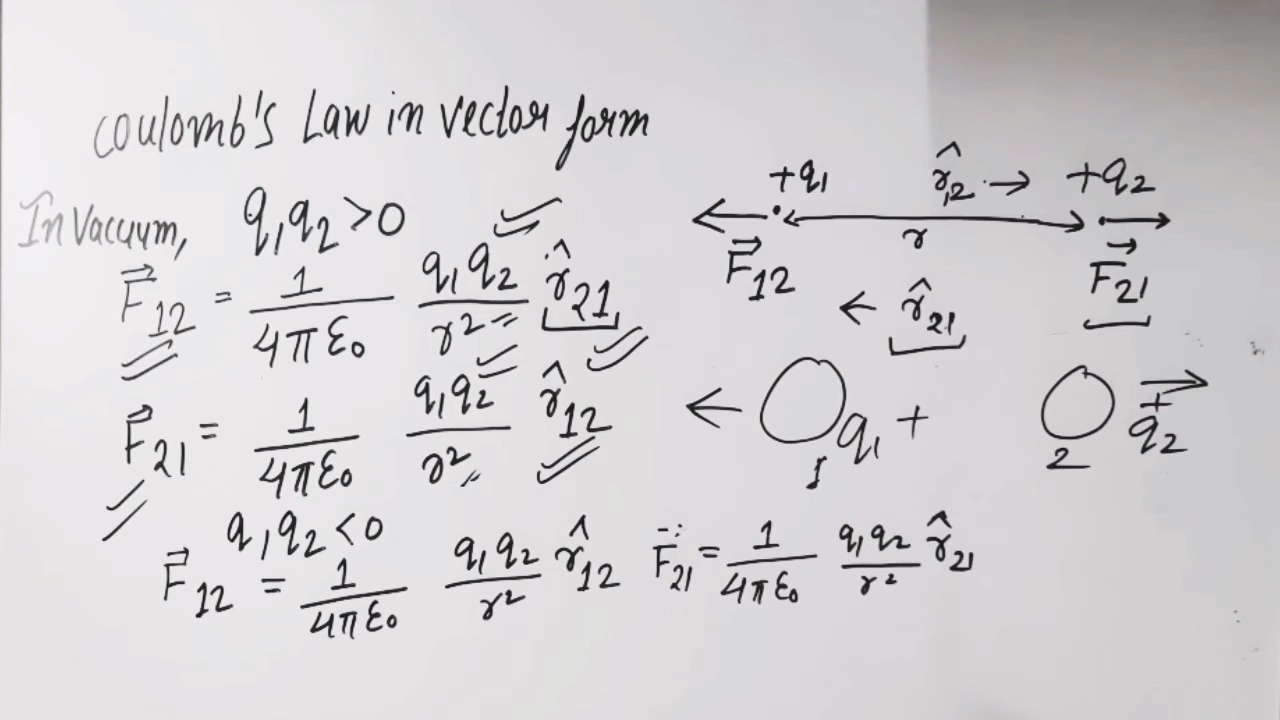 Coulomb's Law in vector form
In Vacuum, q₁q₂ > 0
F⃗₁₂ = 1/(4πε₀) q₁q₂/r² r̂₂₁
F⃗₂₁ = 1/(4πε₀) q₁q₂/r² r̂₁₂
q₁q₂ < 0
F⃗₁₂ = 1/(4πε₀) q₁q₂/r² r̂₁₂ F⃗₂₁ = 1/(4πε₀) q₁q₂/r² r̂₂₁
+q₁ r̂₁₂ → +q₂
r
F⃗₁₂ F⃗₂₁
← r̂₂₁
← q₁ + → + q₂
1 2